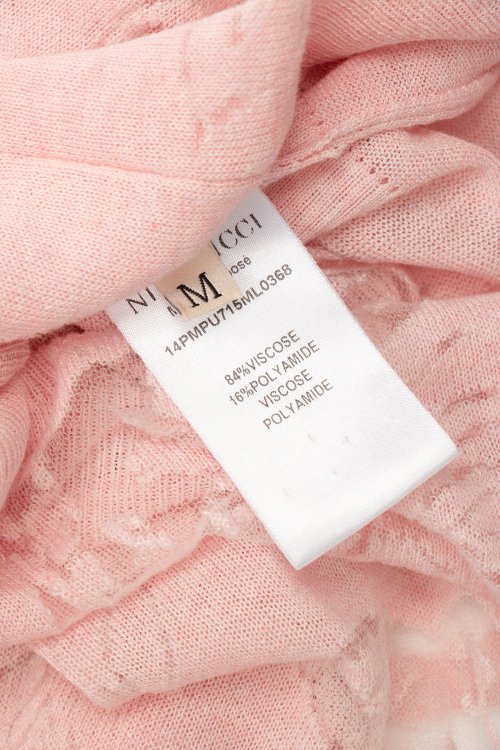 M
14PMPU715ML0368
84%VISCOSE
16%POLYAMIDE
VISCOSE
POLYAMIDE